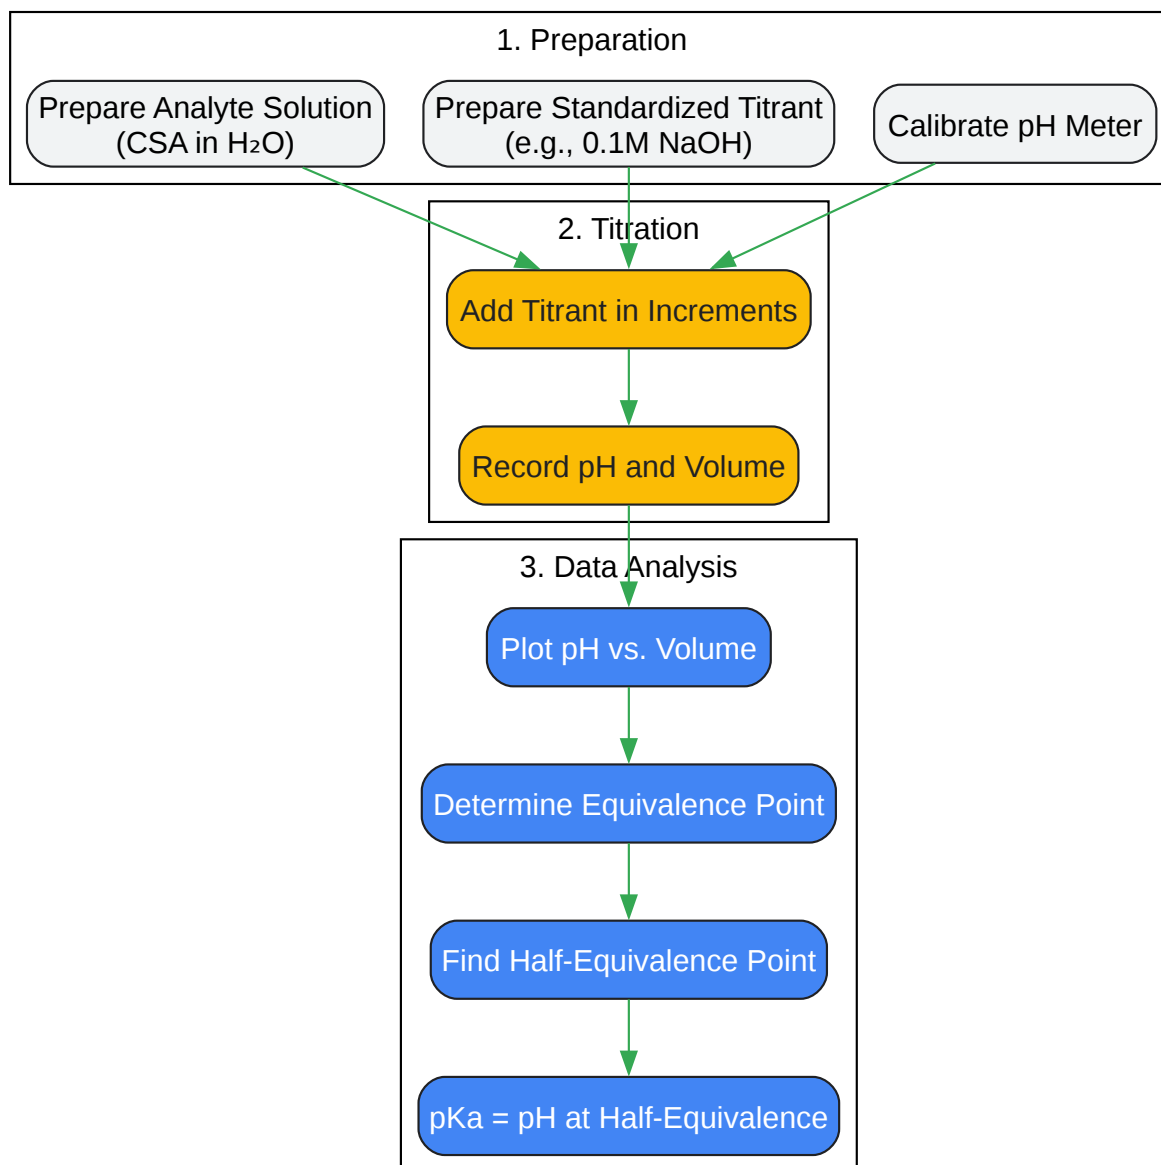 1. Preparation
Prepare Analyte Solution
(CSA in H₂O)
Prepare Standardized Titrant
(e.g., 0.1M NaOH)
Calibrate pH Meter
2. Titration
Add Titrant in Increments
Record pH and Volume
3. Data Analysis
Plot pH vs. Volume
Determine Equivalence Point
Find Half-Equivalence Point
pKa = pH at Half-Equivalence